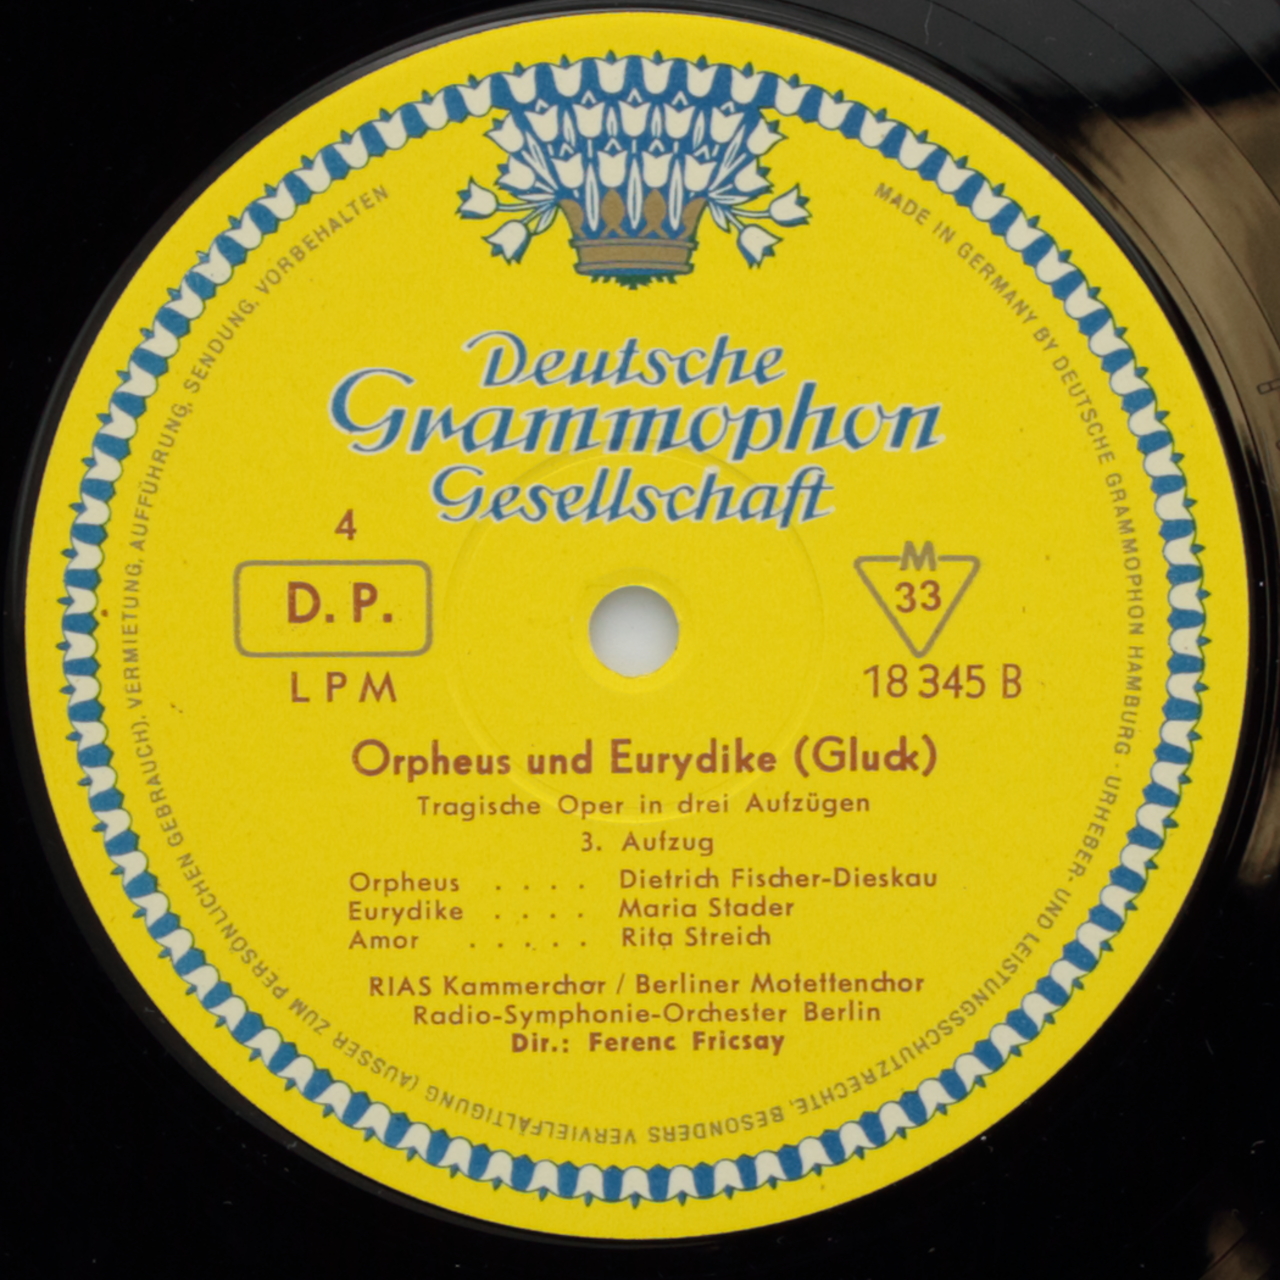 Deutsche
Grammophon
Gesellschaft
4
D. P.
LPM
M
33
18 345 B
Orpheus und Eurydike (Gluck)
Tragische Oper in drei Aufzügen
3. Aufzug
Orpheus . . . . Dietrich Fischer-Dieskau
Eurydike . . . . Maria Stader
Amor . . . . . Rita Streich
RIAS Kammerchor / Berliner Motettenchor
Radio-Symphonie-Orchester Berlin
Dir.: Ferenc Fricsay
MADE IN GERMANY BY DEUTSCHE GRAMMOPHON HAMBURG · URHEBER- UND LEISTUNGSSCHUTZRECHTE, BESONDERS VERVIELFÄLTIGUNG (AUSSER ZUM PERSÖNLICHEN GEBRAUCH), VERMIETUNG, AUFFÜHRUNG, SENDUNG, VORBEHALTEN